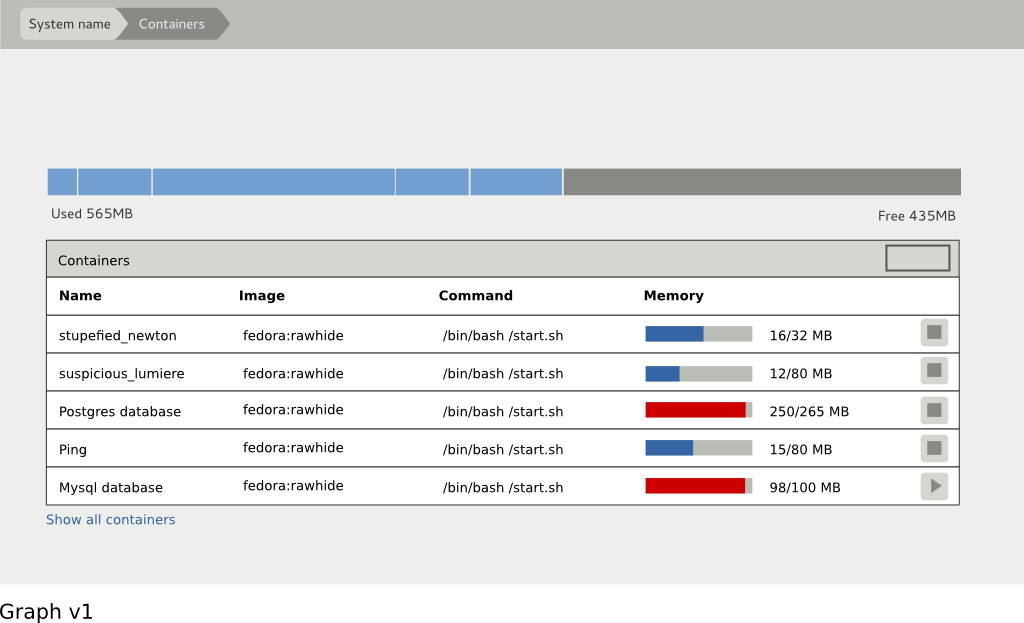 System name Containers
Used 565MB Free 435MB
Containers
Name Image Command Memory
stupefied_newton fedora:rawhide /bin/bash /start.sh 16/32 MB
suspicious_lumiere fedora:rawhide /bin/bash /start.sh 12/80 MB
Postgres database fedora:rawhide /bin/bash /start.sh 250/265 MB
Ping fedora:rawhide /bin/bash /start.sh 15/80 MB
Mysql database fedora:rawhide /bin/bash /start.sh 98/100 MB
Show all containers
Graph v1